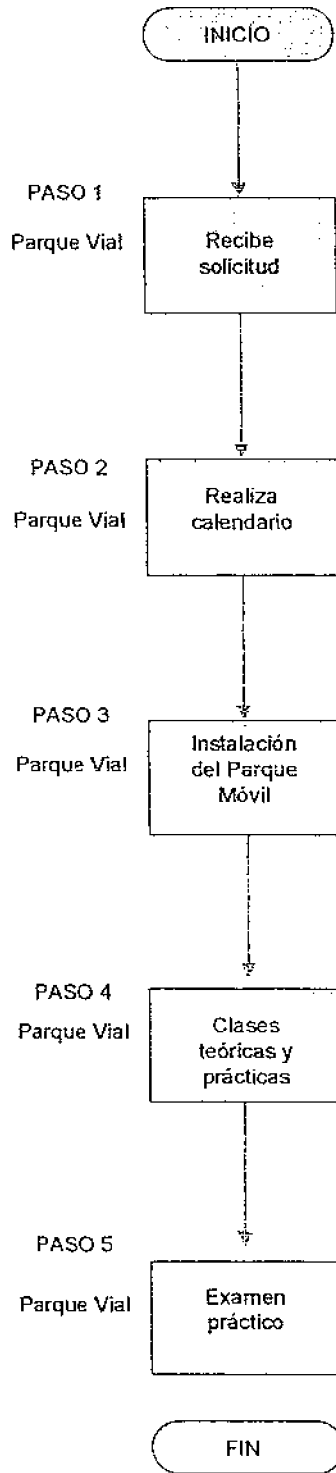 INICIO
PASO 1
Parque Vial
Recibe
solicitud
PASO 2
Parque Vial
Realiza
calendario
PASO 3
Parque Vial
Instalación
del Parque
Móvil
PASO 4
Parque Vial
Clases
teóricas y
prácticas
PASO 5
Parque Vial
Examen
práctico
FIN